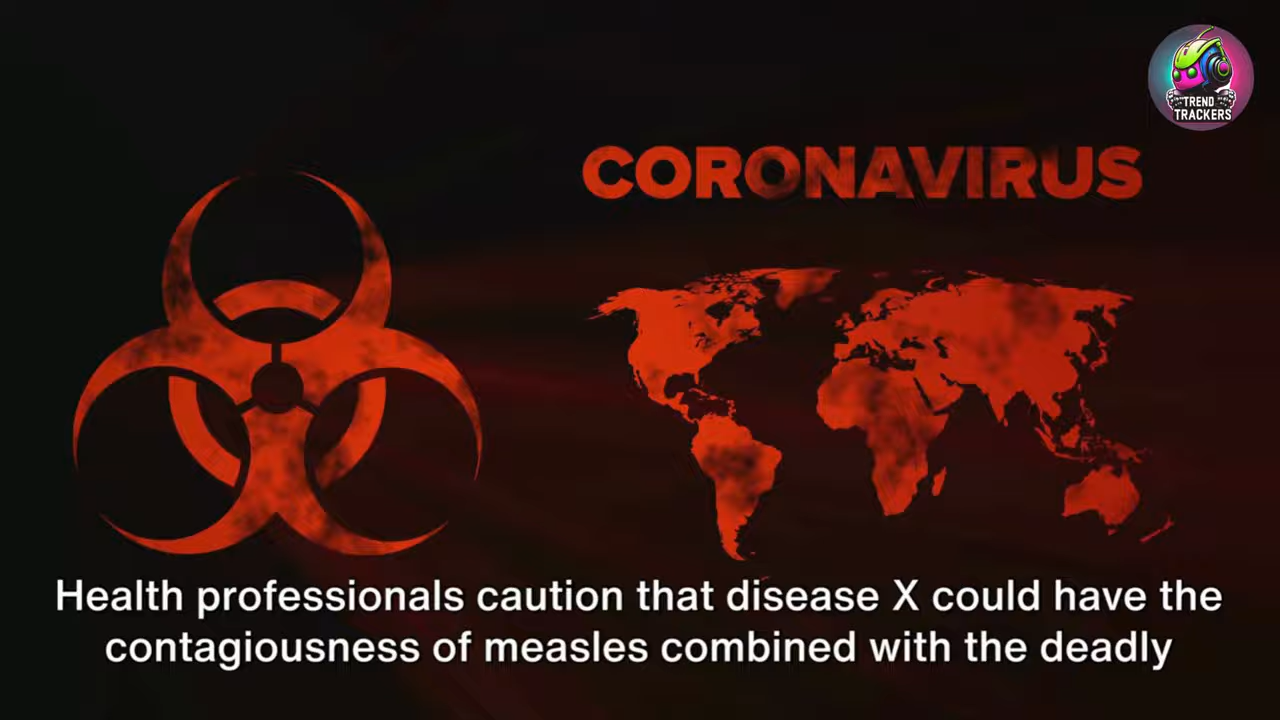 TREND
TRACKERS
CORONAVIRUS
Health professionals caution that disease X could have the
contagiousness of measles combined with the deadly